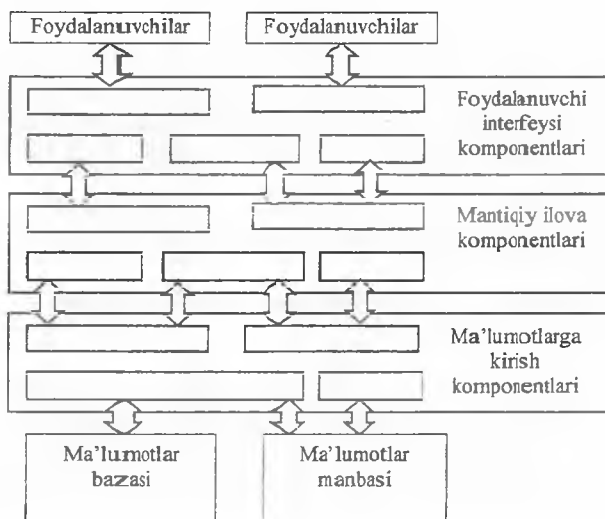 Foydalanuvchilar
Foydalanuvchilar
Foydalanuvchi
interfeysi
komponentlari
Mantiqiy ilova
komponentlari
Ma'lumotlarga
kirish
komponentlari
Ma'lumotlar
bazasi
Ma'lumotlar
manbasi